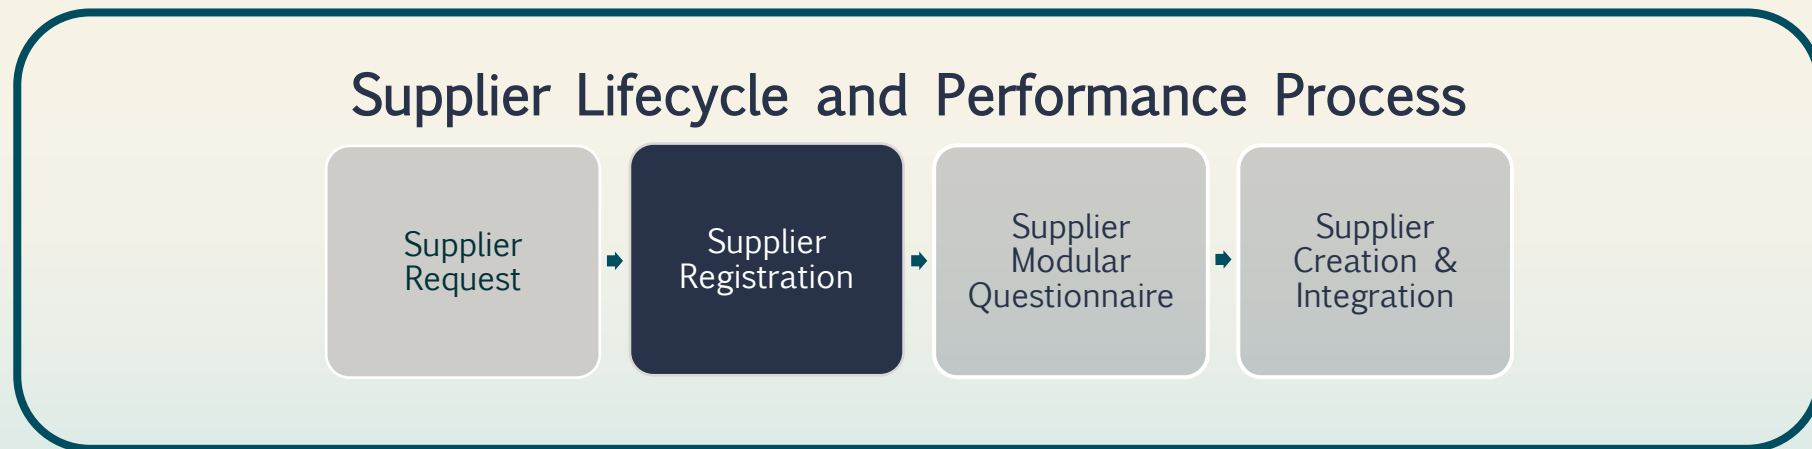 Supplier Lifecycle and Performance Process
Supplier
Request
Supplier
Registration
Supplier
Modular
Questionnaire
Supplier
Creation &
Integration